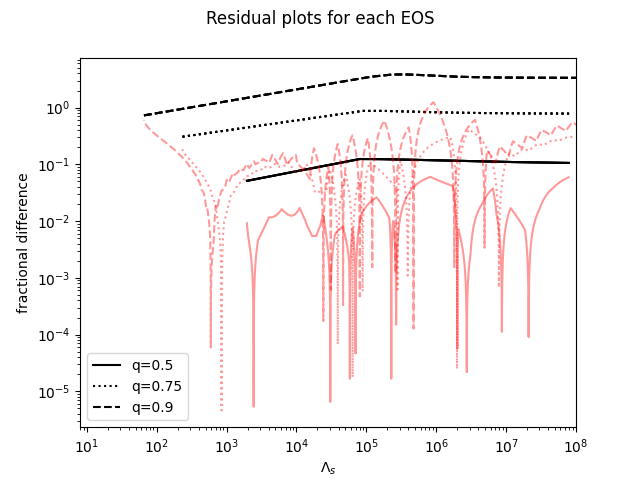 Residual plots for each EOS
fractional difference
10^0
10^-1
10^-2
10^-3
10^-4
10^-5
q=0.5
q=0.75
q=0.9
10^1 10^2 10^3 10^4 10^5 10^6 10^7 10^8
Λ_s